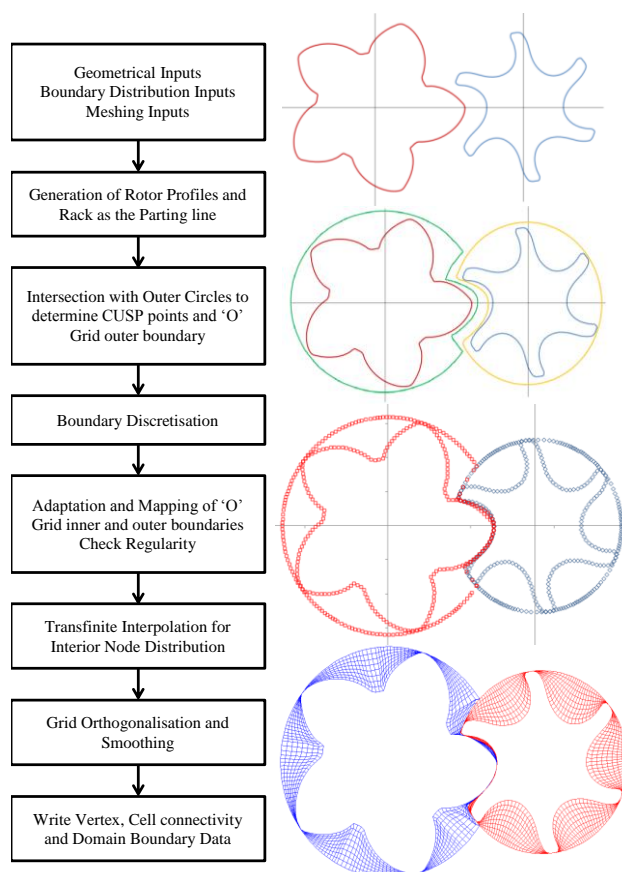 Geometrical Inputs
Boundary Distribution Inputs
Meshing Inputs
Generation of Rotor Profiles and
Rack as the Parting line
Intersection with Outer Circles to
determine CUSP points and ‘O’
Grid outer boundary
Boundary Discretisation
Adaptation and Mapping of ‘O’
Grid inner and outer boundaries
Check Regularity
Transfinite Interpolation for
Interior Node Distribution
Grid Orthogonalisation and
Smoothing
Write Vertex, Cell connectivity
and Domain Boundary Data